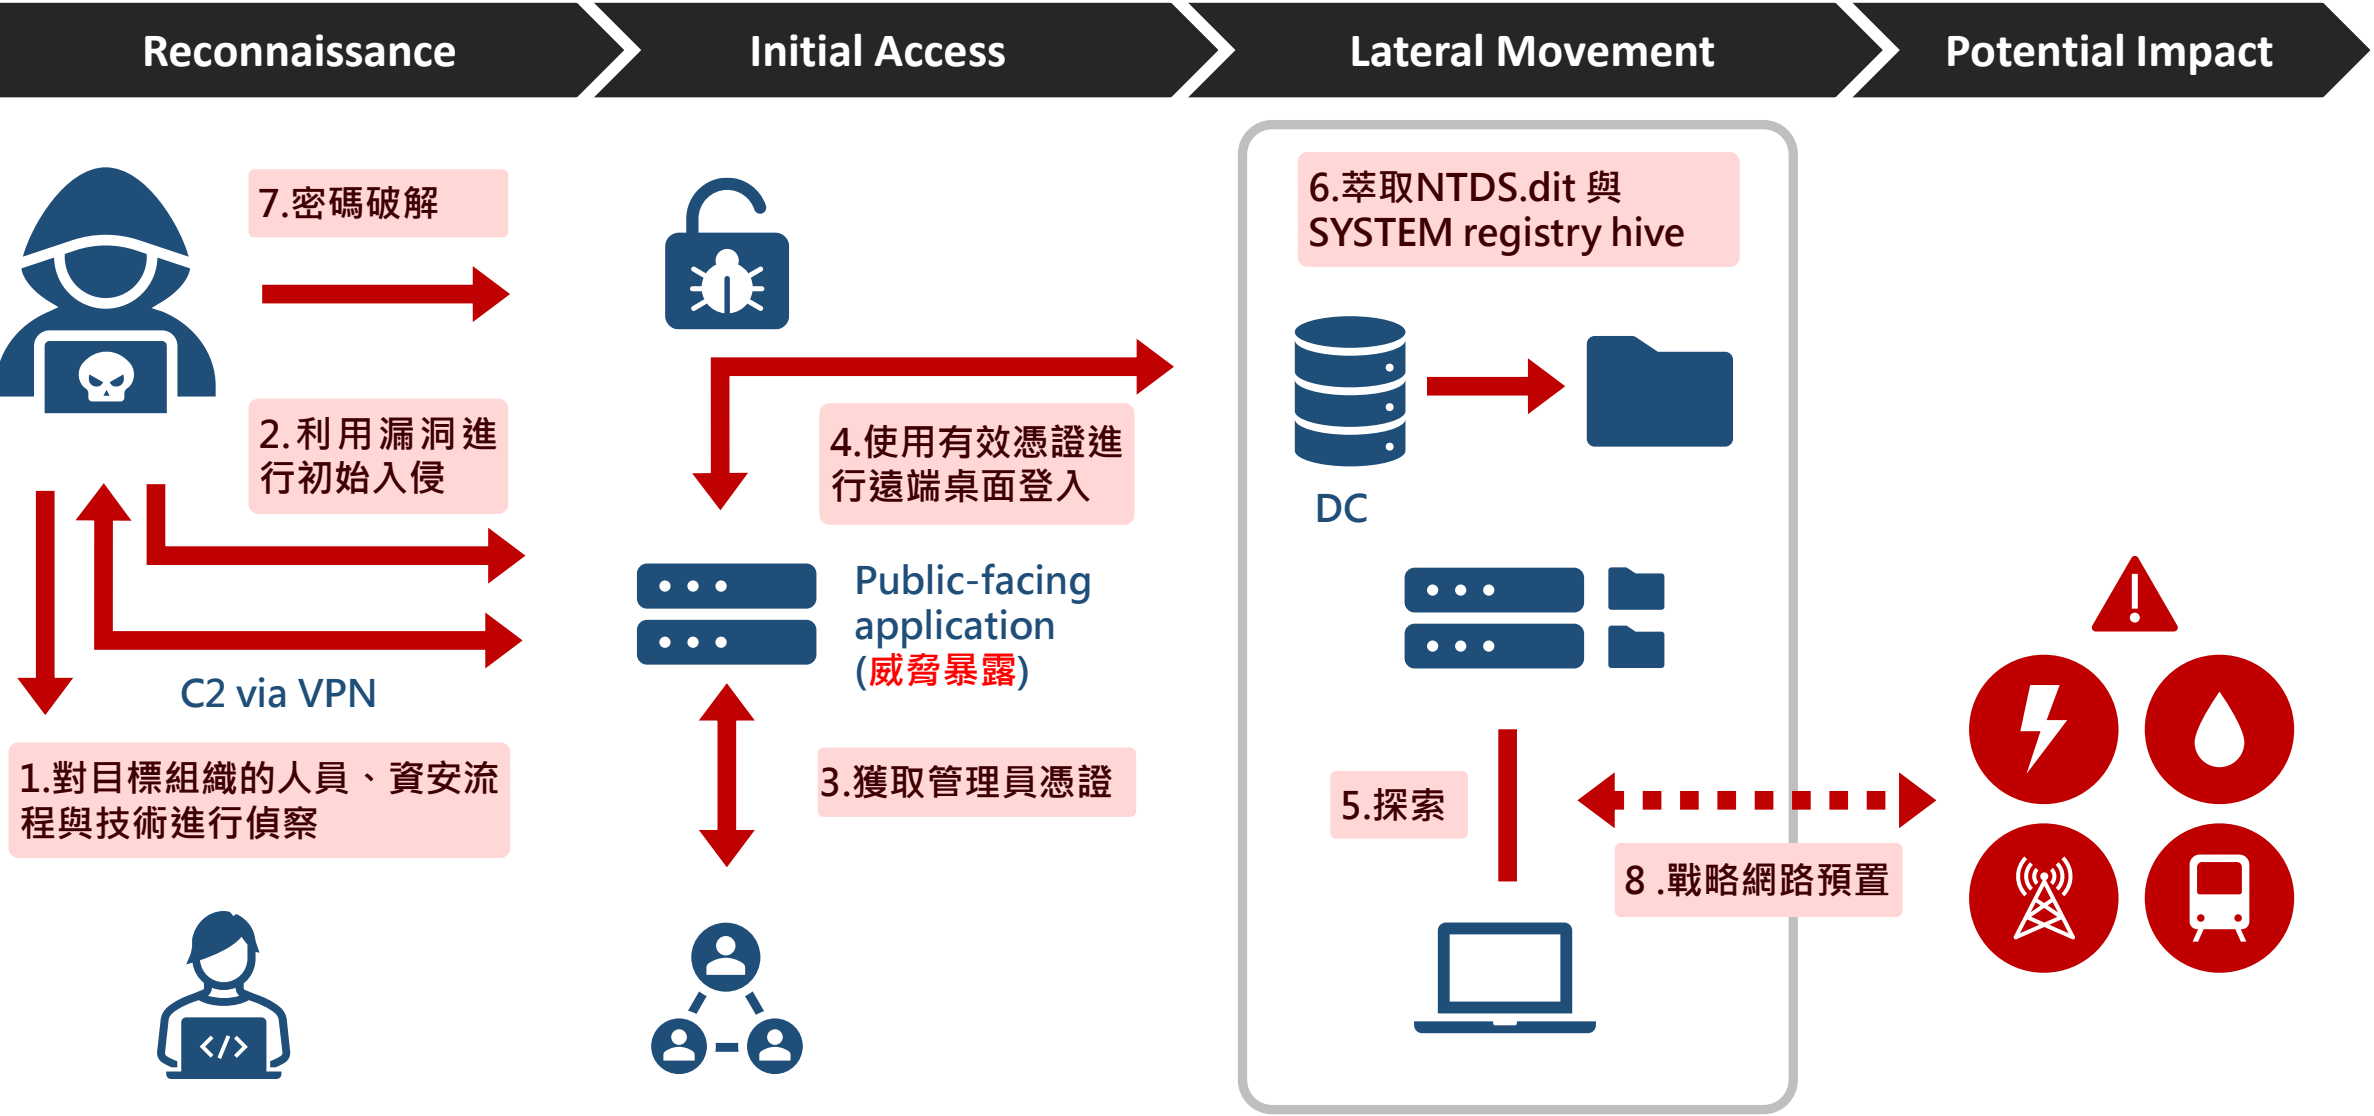 Reconnaissance
Initial Access
Lateral Movement
Potential Impact
7.密碼破解
2.利用漏洞進
行初始入侵
C2 via VPN
1.對目標組織的人員、資安流
程與技術進行偵察
</>
4.使用有效憑證進
行遠端桌面登入
Public-facing
application
(威脅暴露)
3.獲取管理員憑證
6.萃取NTDS.dit 與
SYSTEM registry hive
DC
5.探索
8 .戰略網路預置